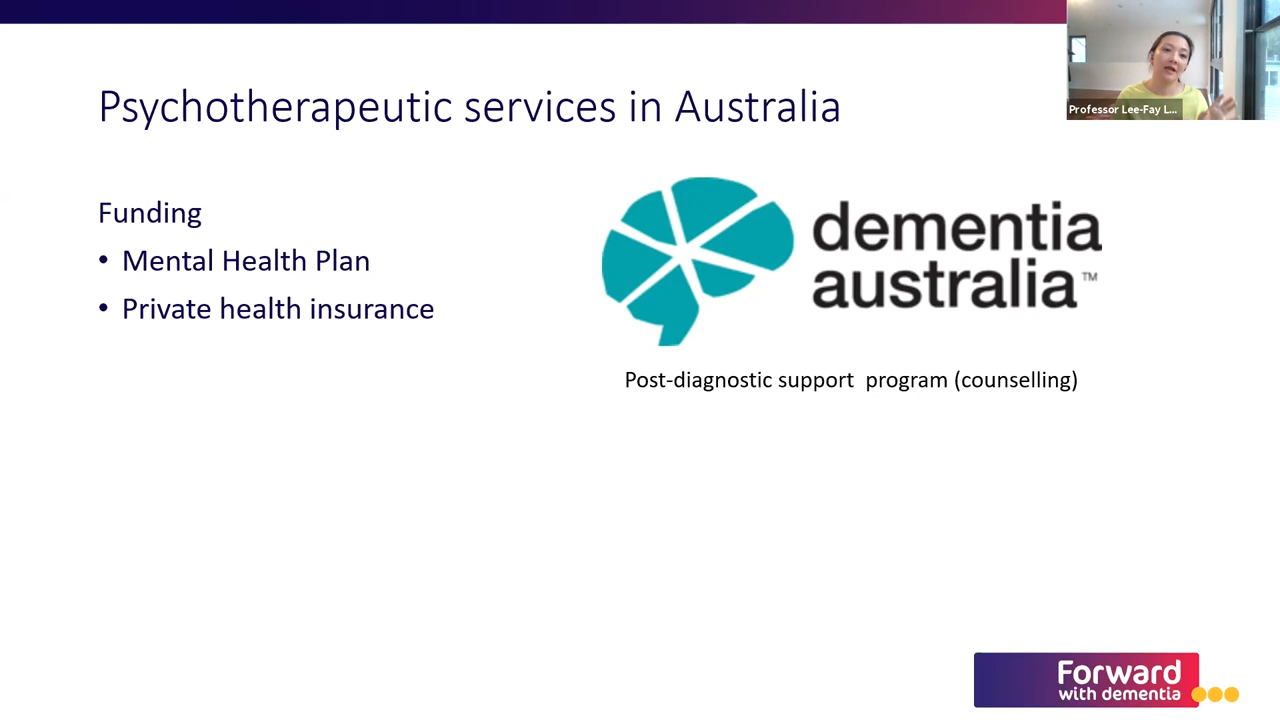 Professor Lee-Fay L...
Psychotherapeutic services in Australia
Funding
• Mental Health Plan
• Private health insurance
dementia
australia™
Post-diagnostic support program (counselling)
Forward
with dementia